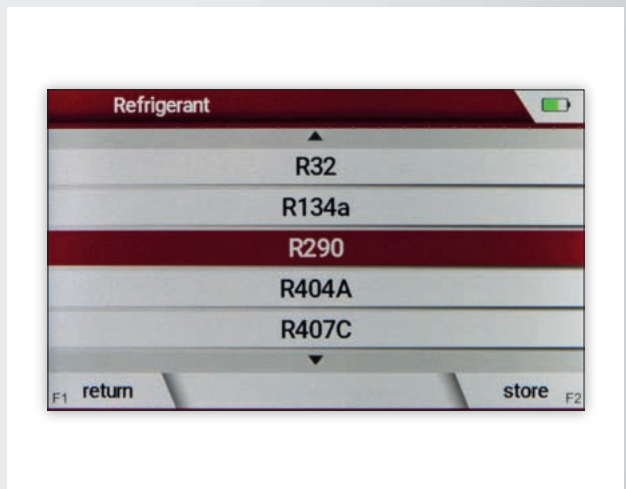 Refrigerant
R32
R134a
R290
R404A
R407C
F1 return store F2